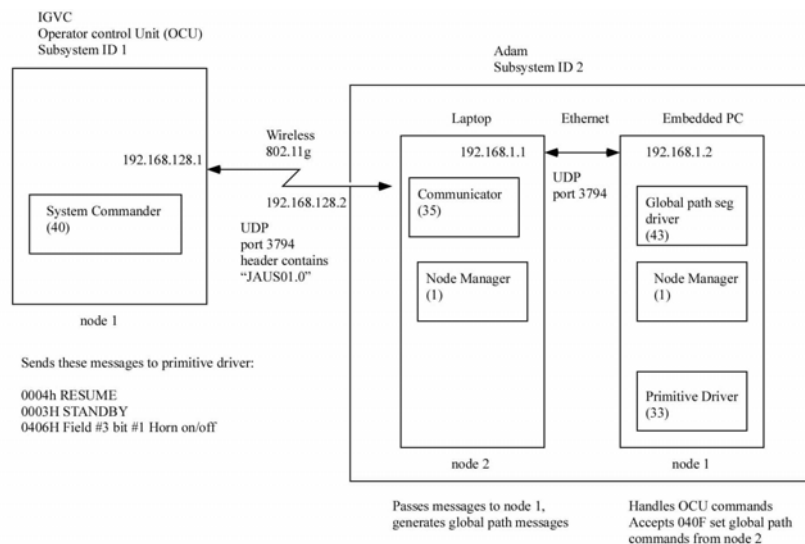 IGVC
Operator control Unit (OCU)
Subsystem ID 1
192.168.128.1
System Commander
(40)
node 1
Sends these messages to primitive driver:
0004h RESUME
0003H STANDBY
0406H Field #3 bit #1 Horn on/off
Wireless
802.11g
192.168.128.2
UDP
port 3794
header contains
“JAUS01.0”
Adam
Subsystem ID 2
Laptop
192.168.1.1
Communicator
(35)
Node Manager
(1)
node 2
Passes messages to node 1,
generates global path messages
Ethernet
UDP
port 3794
Embedded PC
192.168.1.2
Global path seg
driver
(43)
Node Manager
(1)
Primitive Driver
(33)
node 1
Handles OCU commands
Accepts 040F set global path
commands from node 2